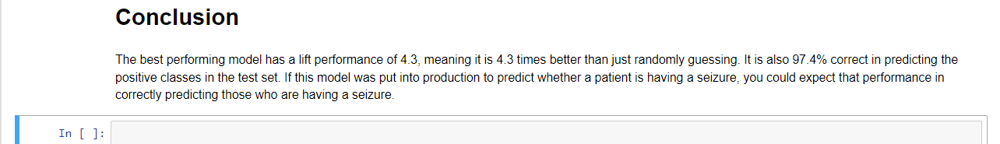 Conclusion
The best performing model has a lift performance of 4.3, meaning it is 4.3 times better than just randomly guessing. It is also 97.4% correct in predicting the
positive classes in the test set. If this model was put into production to predict whether a patient is having a seizure, you could expect that performance in
correctly predicting those who are having a seizure.
In [ ]: